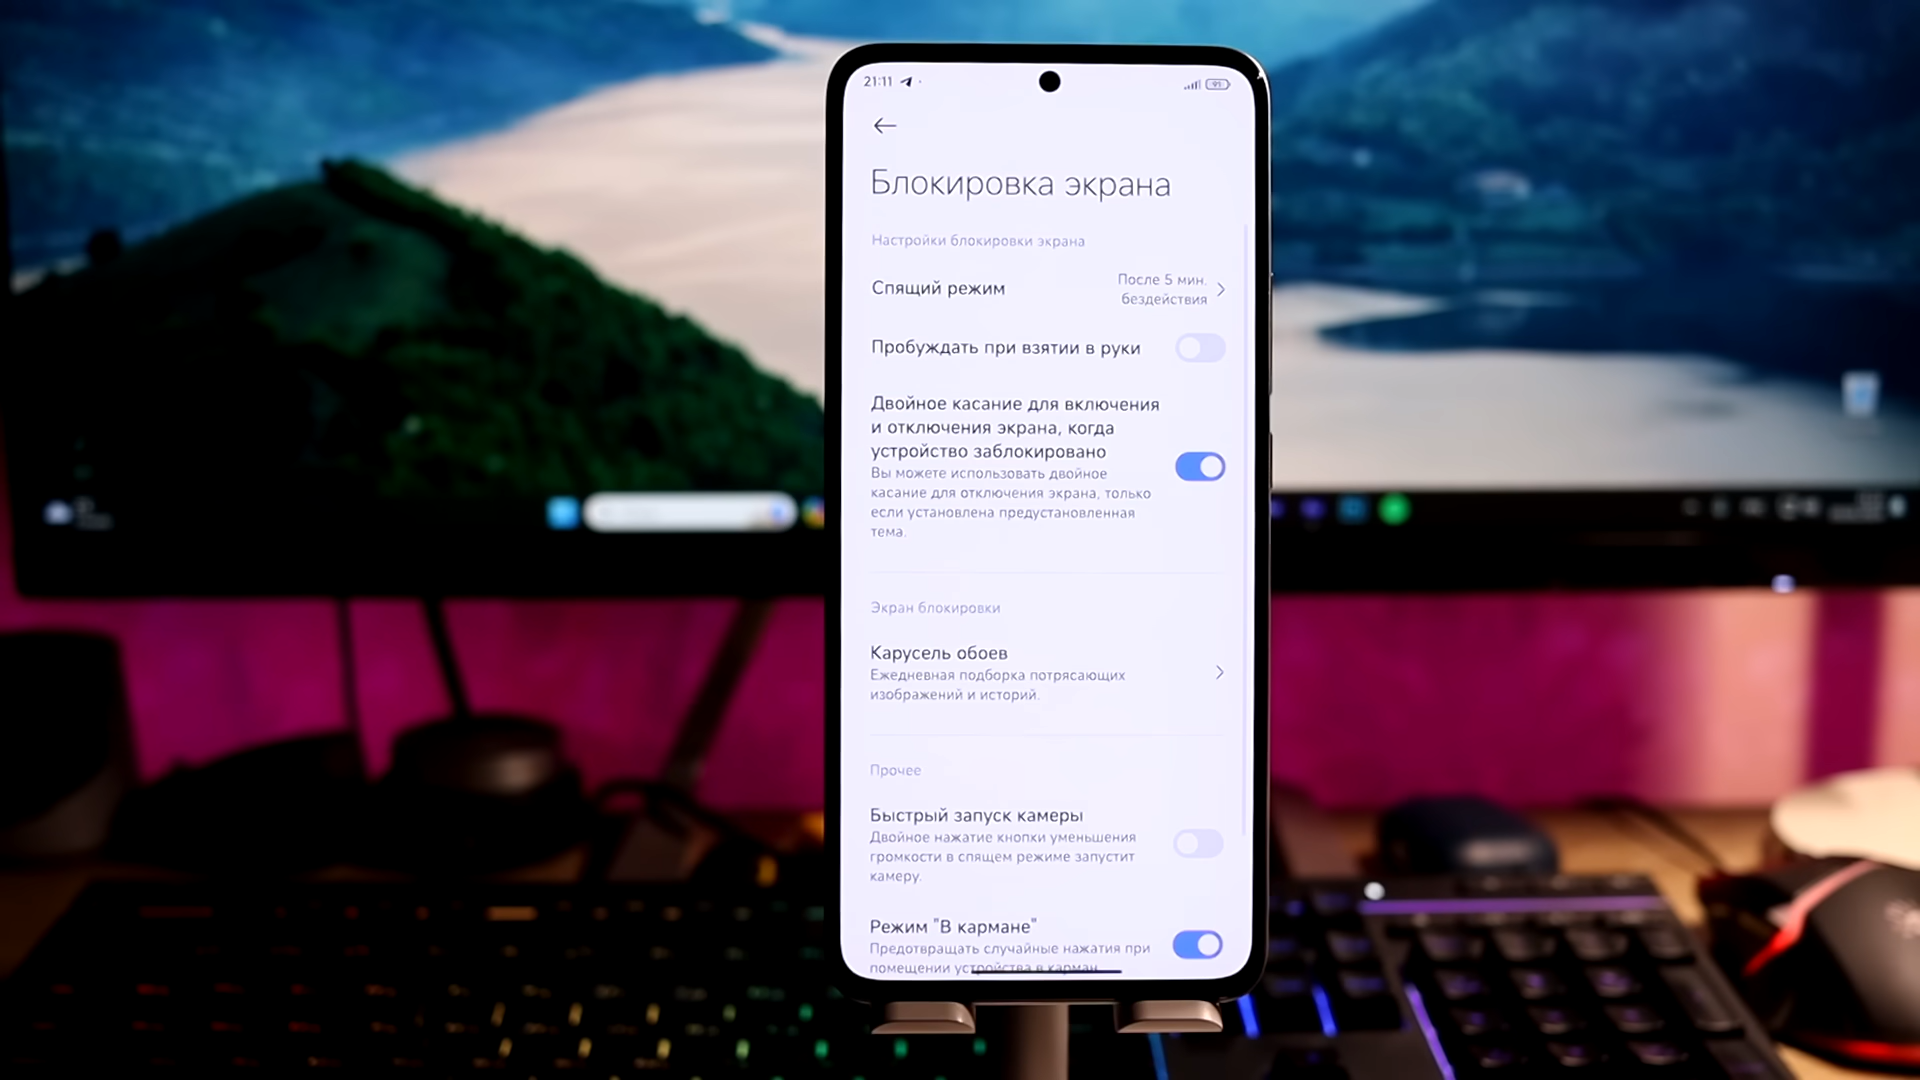 21:11
Блокировка экрана
Настройки блокировки экрана
Спящий режим
После 5 мин.
бездействия
Пробуждать при взятии в руки
Двойное касание для включения
и отключения экрана, когда
устройство заблокировано
Вы можете использовать двойное
касание для отключения экрана, только
если установлена предустановленная
тема.
Экран блокировки
Карусель обоев
Ежедневная подборка потрясающих
изображений и историй.
Прочее
Быстрый запуск камеры
Двойное нажатие кнопки уменьшения
громкости в спящем режиме запустит
камеру.
Режим "В кармане"
Предотвращать случайные нажатия при
помещении устройства в карман